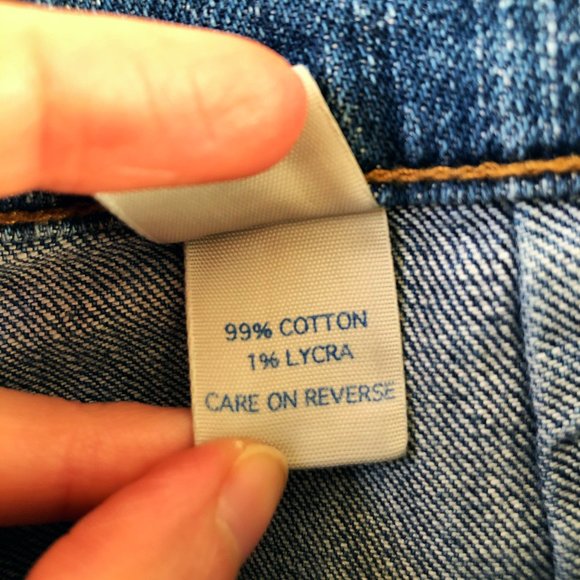 99% COTTON
1% LYCRA
CARE ON REVERSE